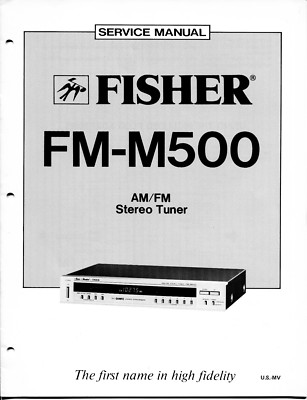 SERVICE MANUAL
FISHER®
FM-M500
AM/FM
Stereo Tuner
The first name in high fidelity
U.S.-MV